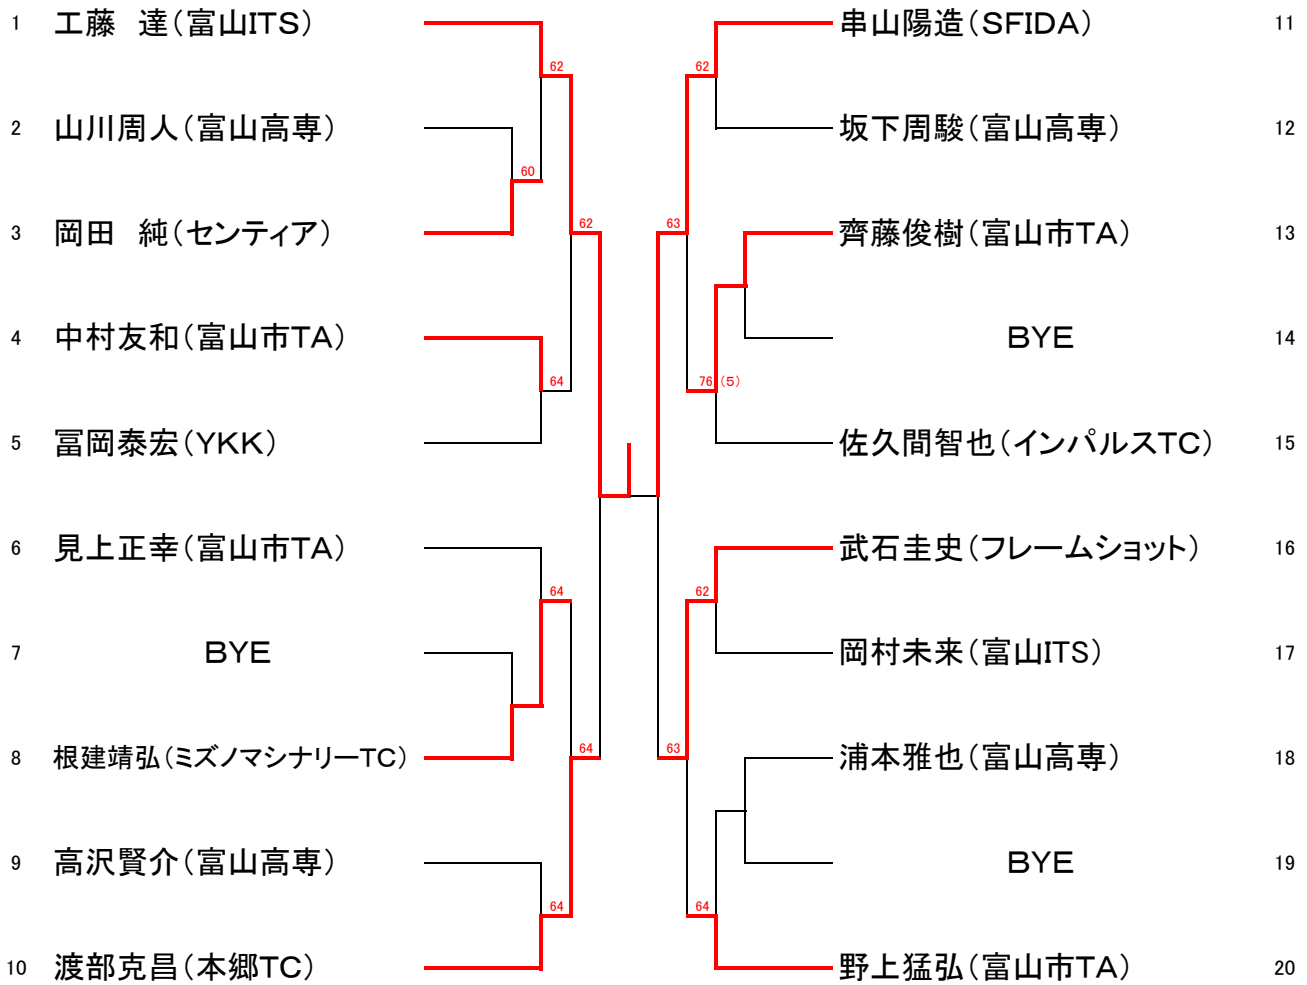 1 工藤　達(富山ITS)
62
2 山川周人(富山高専)
60
3 岡田　純(センティア)
62
4 中村友和(富山市TA)
64
5 冨岡泰宏(YKK)
6 見上正幸(富山市TA)
64
7 BYE
8 根建靖弘(ミズノマシナリーTC)
64
9 高沢賢介(富山高専)
64
10 渡部克昌(本郷TC)
串山陽造(SFIDA) 11
62
坂下周駿(富山高専) 12
63
齊藤俊樹(富山市TA) 13
BYE 14
76 (5)
佐久間智也(インパルスTC) 15
武石圭史(フレームショット) 16
62
岡村未来(富山ITS) 17
63
浦本雅也(富山高専) 18
BYE 19
64
野上猛弘(富山市TA) 20